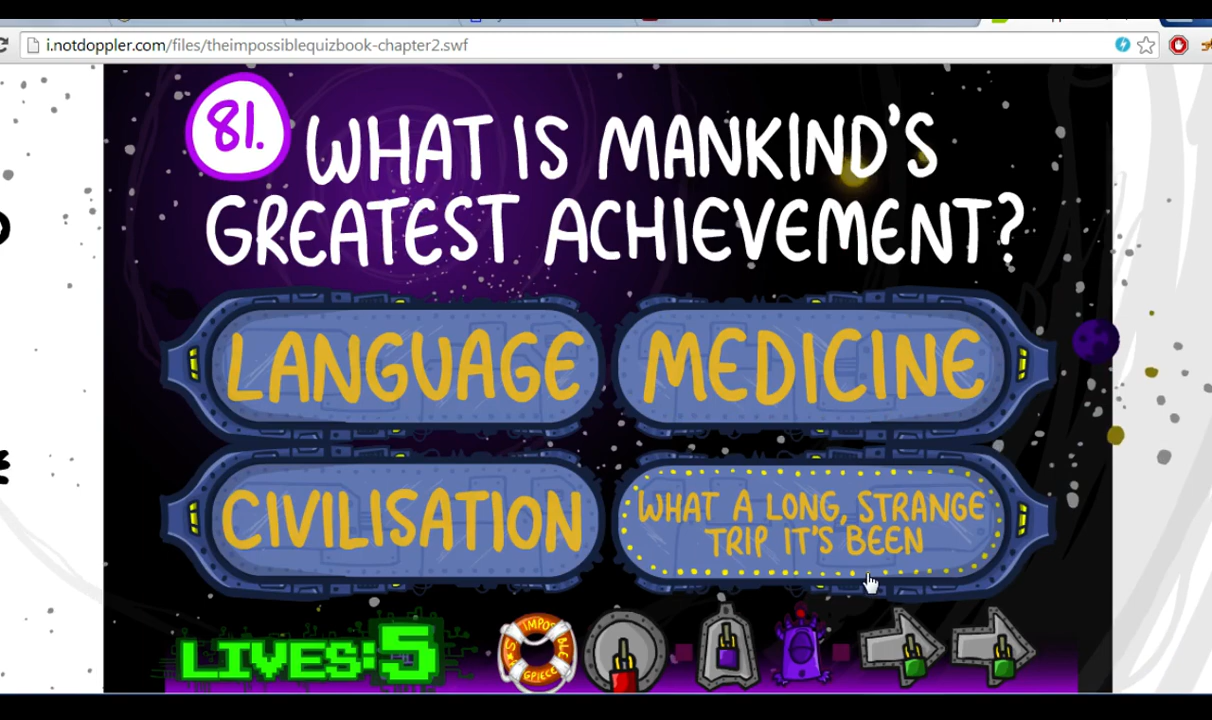 i.notdoppler.com/files/theimpossiblequizbook-chapter2.swf
81. WHAT IS MANKIND'S
GREATEST ACHIEVEMENT?
LANGUAGE
MEDICINE
CIVILISATION
WHAT A LONG, STRANGE
TRIP IT'S BEEN
LIVES:5